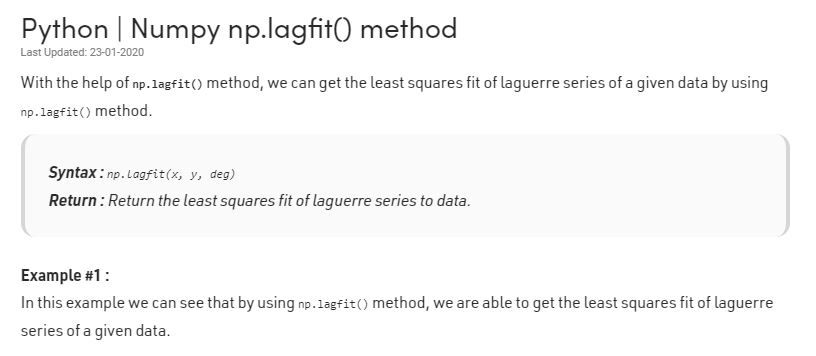 Python | Numpy np.lagfit() method
Last Updated: 23-01-2020
With the help of np.lagfit() method, we can get the least squares fit of laguerre series of a given data by using
np.lagfit() method.
Syntax : np.lagfit(x, y, deg)
Return : Return the least squares fit of laguerre series to data.
Example #1 :
In this example we can see that by using np.lagfit() method, we are able to get the least squares fit of laguerre
series of a given data.